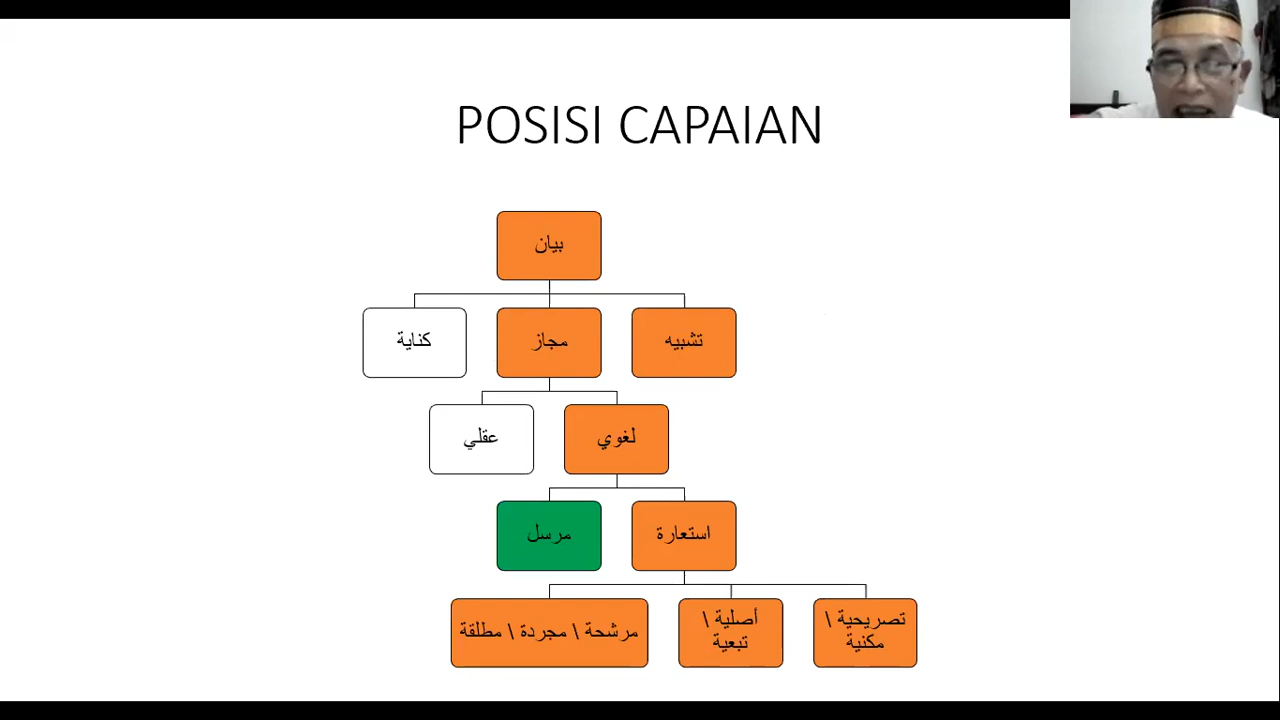 POSISI CAPAIAN
بيان
تشبيه
مجاز
كناية
لغوي
عقلي
استعارة
مرسل
تصريحية \
مكنية
أصلية \
تبعية
مرشحة \ مجردة \ مطلقة